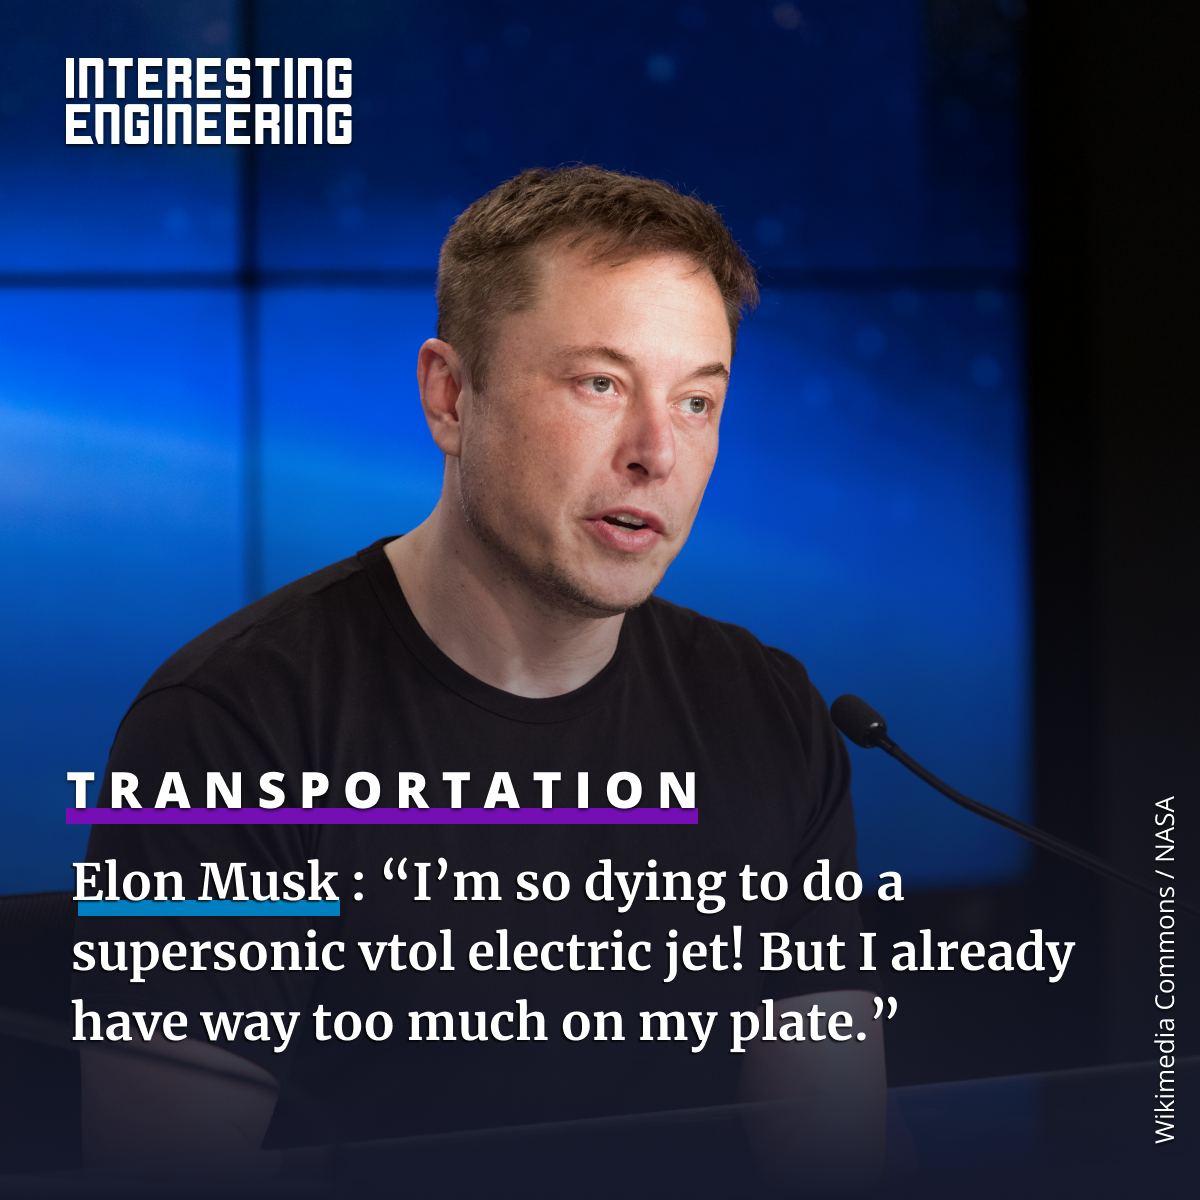 INTERESTING
ENGINEERING
TRANSPORTATION
Elon Musk : “I’m so dying to do a
supersonic vtol electric jet! But I already
have way too much on my plate.”
Wikimedia Commons / NASA